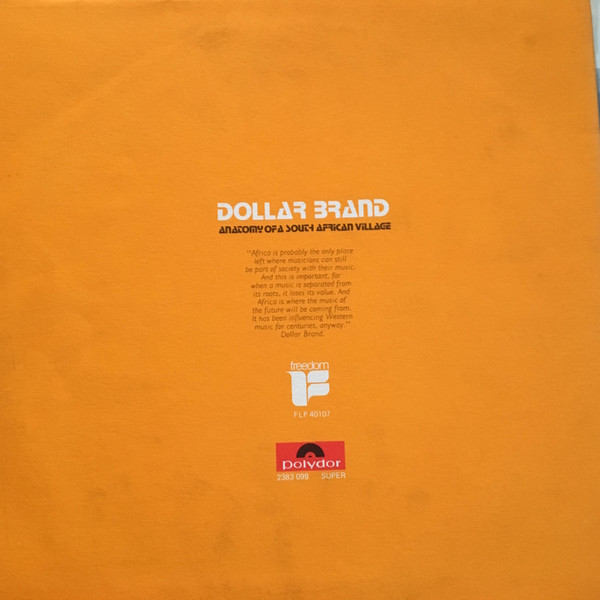 DOLLAR BRAND
ANATOMY OF A SOUTH AFRICAN VILLAGE
"Africa is probably the only place
left where musicians can still
be part of society with their music.
And this is important, for
when a music is separated from
its roots, it loses its value. And
Africa is where the music of
the future will be coming from.
It has been influencing Western
music for centuries, anyway."
Dollar Brand.
freedom
FLP 40107
polydor
2383 099 SUPER